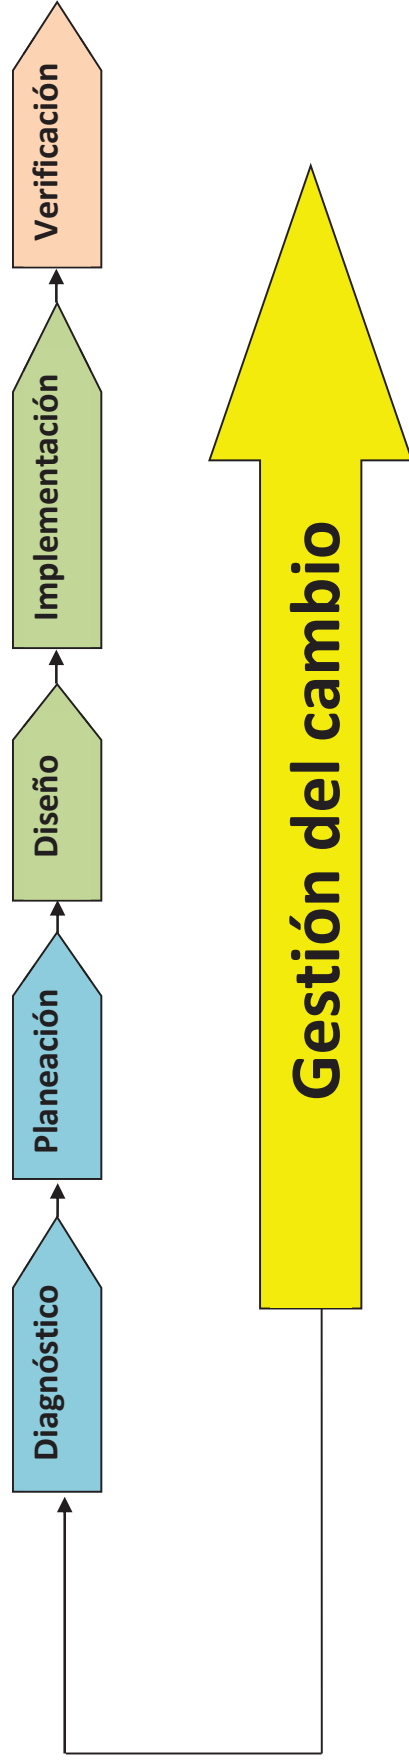 Diagnóstico
Planeación
Diseño
Implementación
Verificación
Gestión del cambio